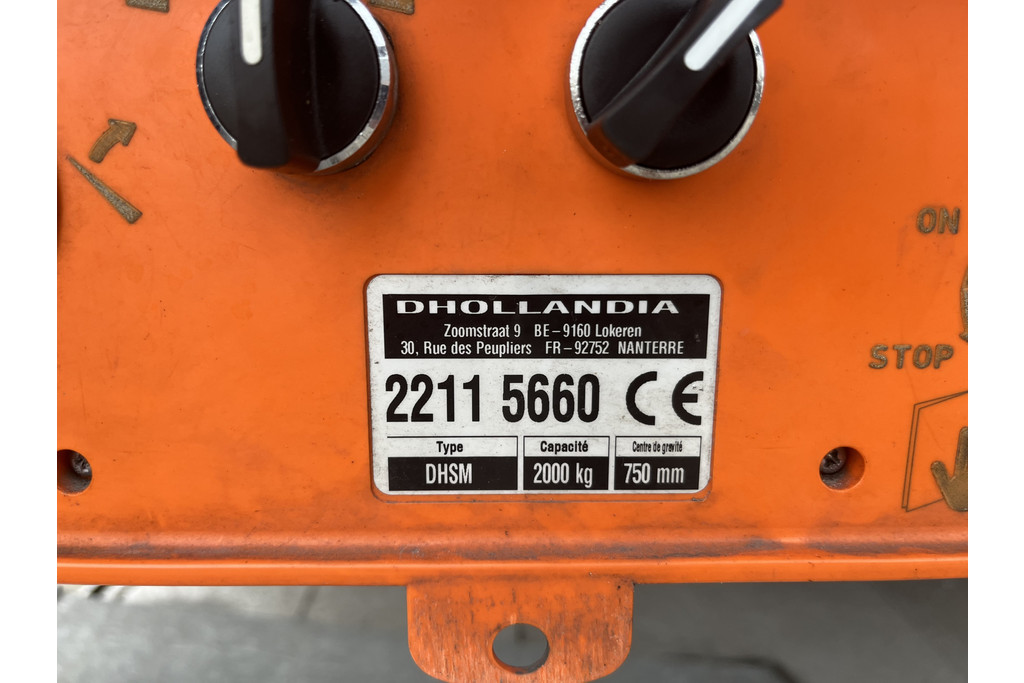 ON
STOP
DHOLLANDIA
Zoomstraat 9 BE-9160 Lokeren
30, Rue des Peupliers FR-92752 NANTERRE
2211 5660 CE
Type Capacité Centre de gravité
DHSM 2000 kg 750 mm